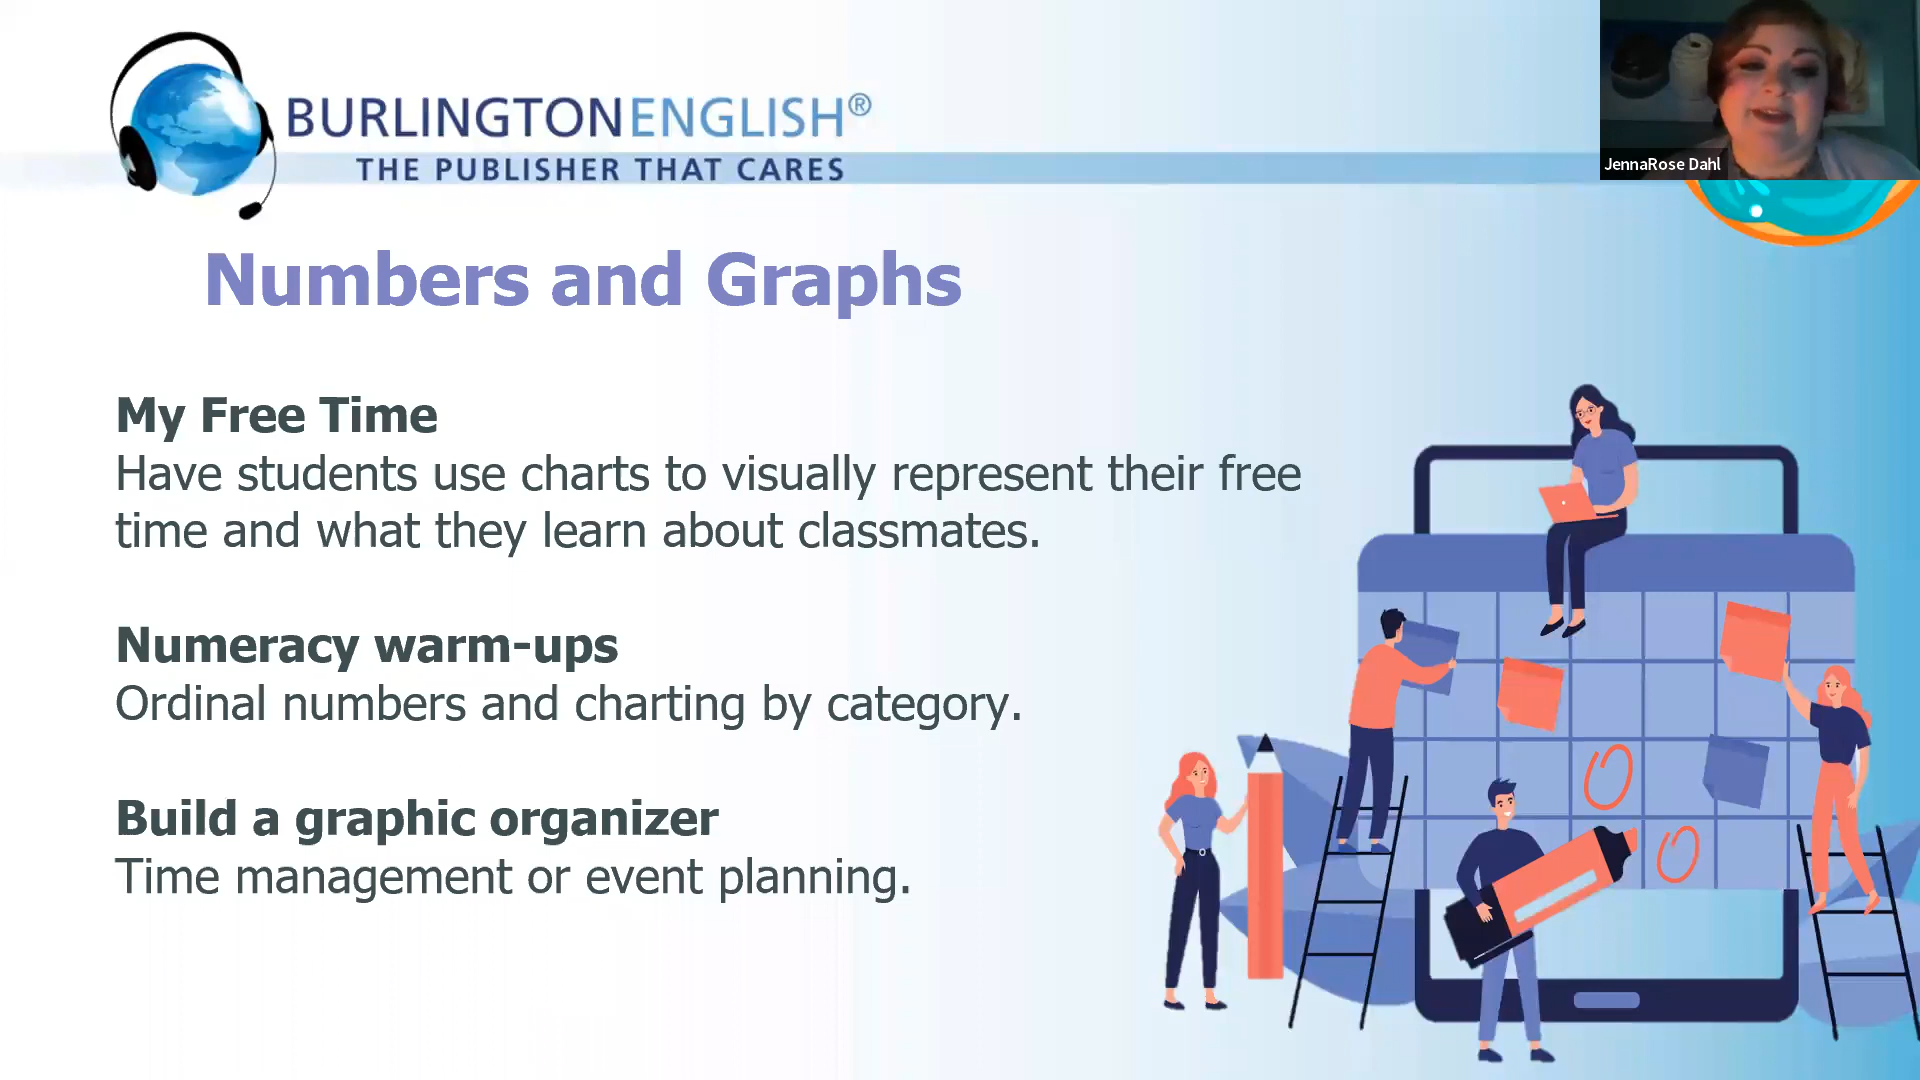 BURLINGTONENGLISH®
THE PUBLISHER THAT CARES
JennaRose Dahl
Numbers and Graphs
My Free Time
Have students use charts to visually represent their free
time and what they learn about classmates.
Numeracy warm-ups
Ordinal numbers and charting by category.
Build a graphic organizer
Time management or event planning.